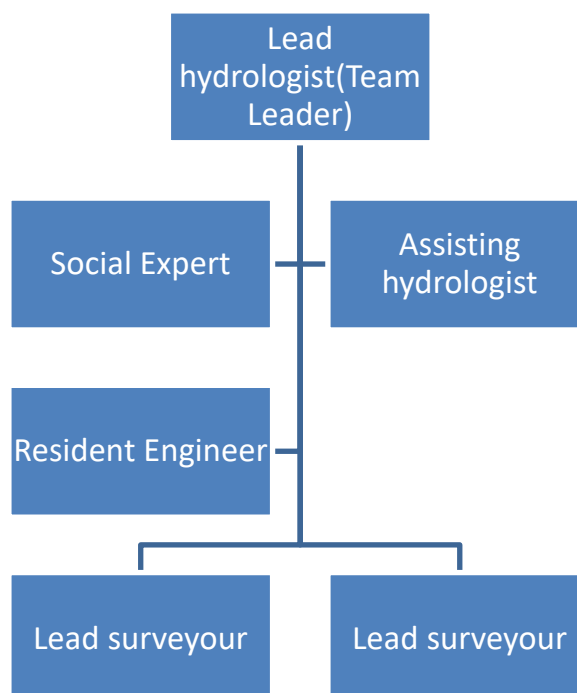 Lead
hydrologist(Team
Leader)
Social Expert
Assisting
hydrologist
Resident Engineer
Lead surveyour
Lead surveyour